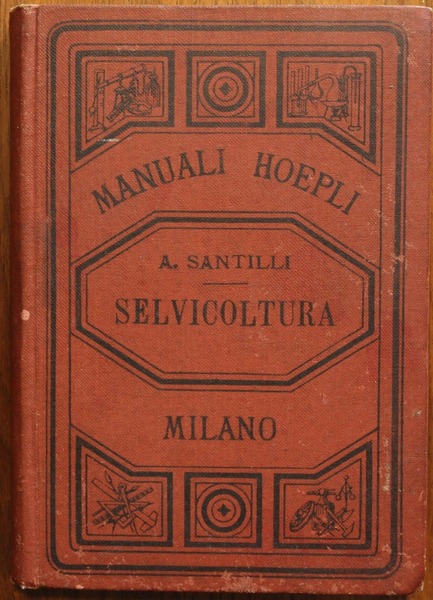 MANUALI HOEPLI
A. SANTILLI
SELVICOLTURA
MILANO